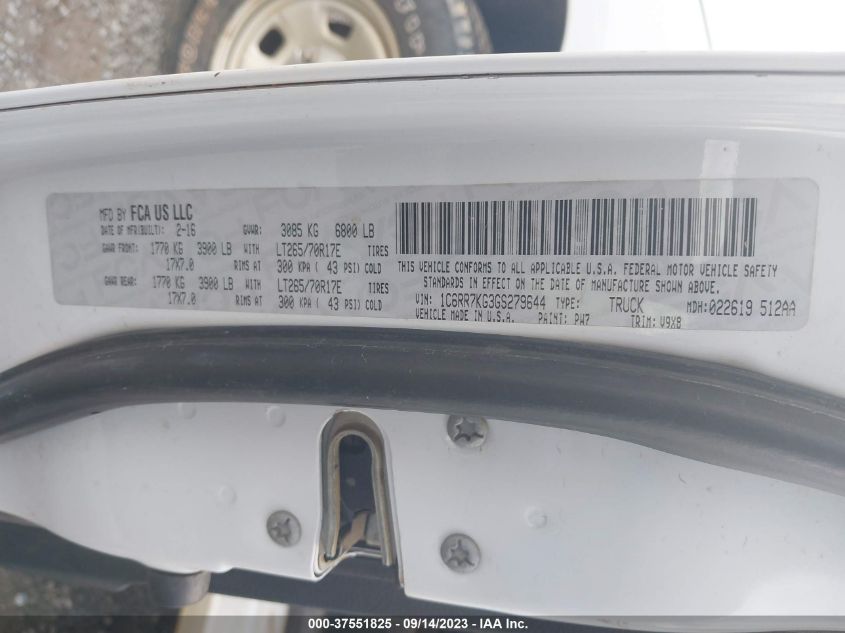 MFD BY FCA US LLC
DATE OF MFR(BUILT): 2-16 GVWR: 3085 KG 6800 LB
GAWR FRONT: 1770 KG 3900 LB WITH LT265/70R17E TIRES
17X7.0 RIMS AT 300 KPA ( 43 PSI) COLD
GAWR REAR: 1770 KG 3900 LB WITH LT265/70R17E TIRES
17X7.0 RIMS AT 300 KPA ( 43 PSI) COLD
THIS VEHICLE CONFORMS TO ALL APPLICABLE U.S.A. FEDERAL MOTOR VEHICLE SAFETY
STANDARDS IN EFFECT ON THE DATE OF MANUFACTURE SHOWN ABOVE.
VIN: 1C6RR7KG3GS279644 TYPE: TRUCK MDH:022619 512AA
VEHICLE MADE IN U.S.A. PAINT: PW7 TRIM: V9X8
000-37551825 - 09/14/2023 - IAA Inc.